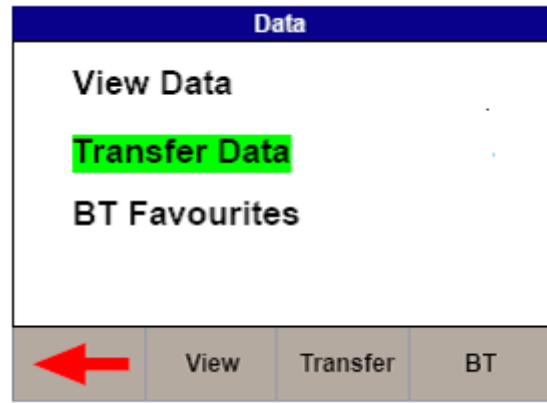 Data
View Data
Transfer Data
BT Favourites
View Transfer BT